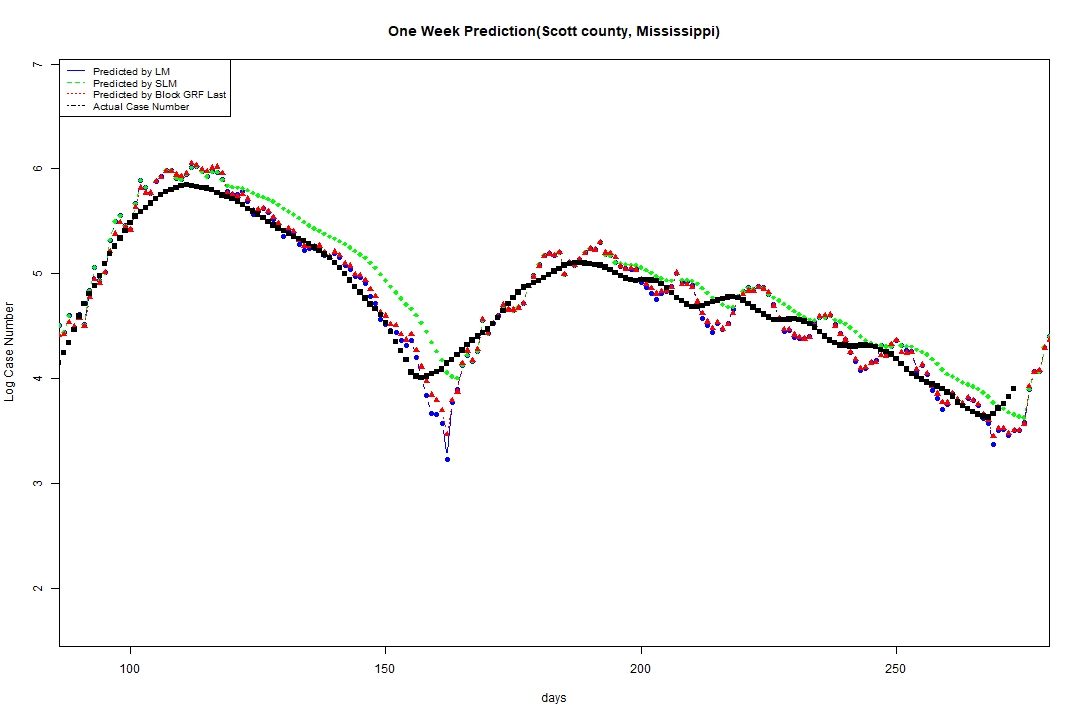 One Week Prediction(Scott county, Mississippi)
Predicted by LM
Predicted by SLM
Predicted by Block GRF Last
Actual Case Number
7
6
5
4
3
2
Log Case Number
100 150 200 250
days